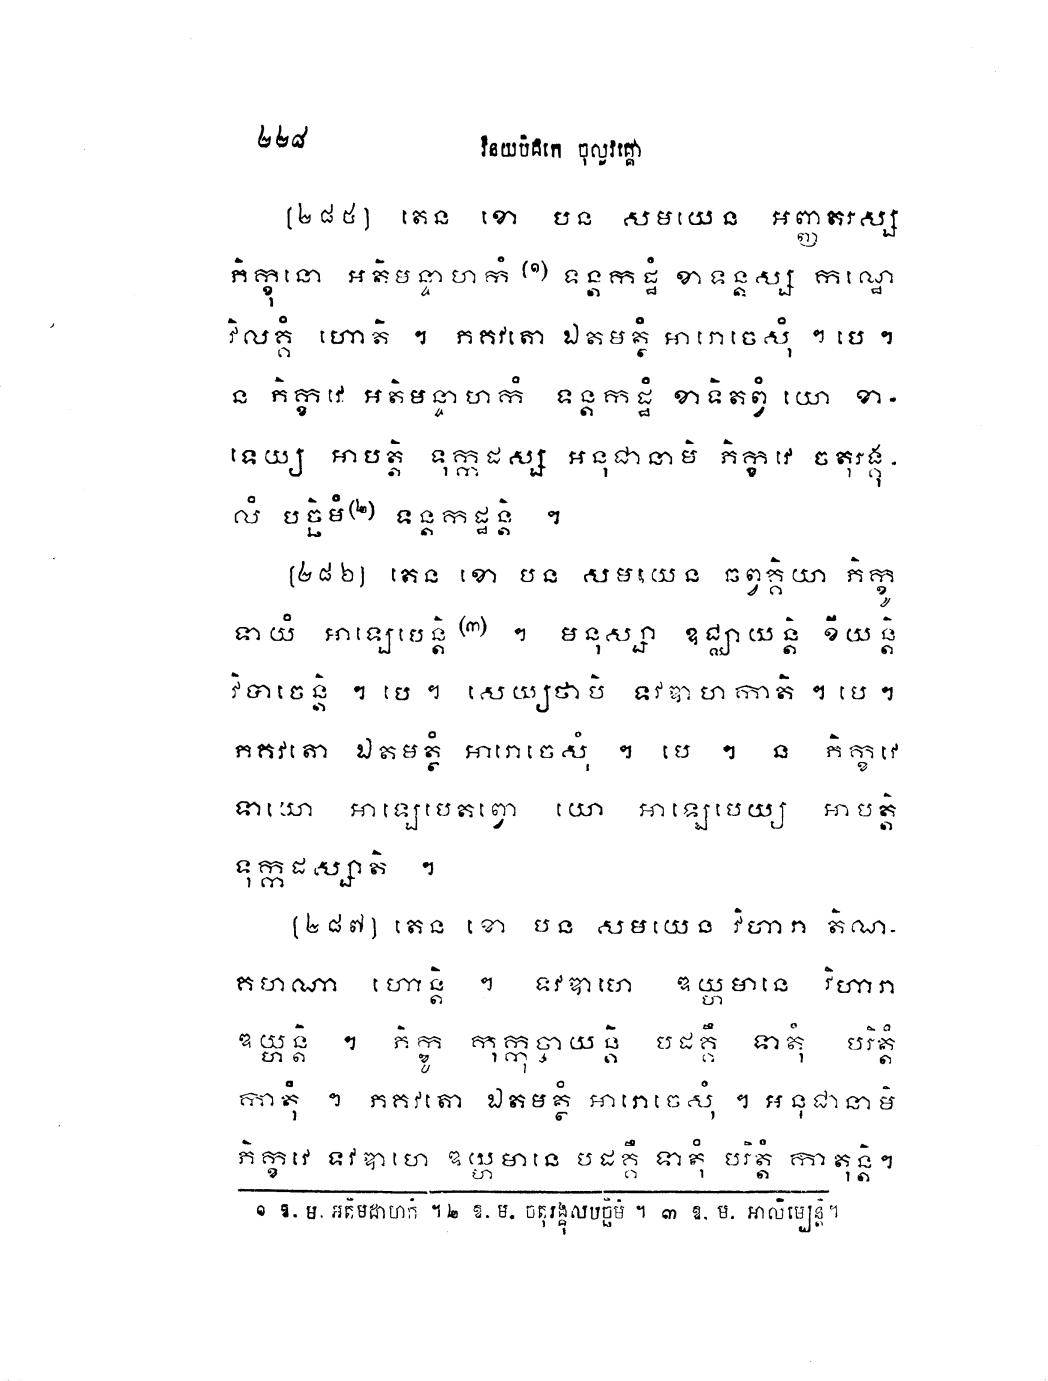 ២២៨
វិនយបិដកេ ចុល្លវគ្គោ
[២៨៥] តេន ខោ បន សមយេន អញ្ញតរស្ស
ភិក្ខុនោ អតិមន្ទាហកំ (១) ទន្តកដ្ឋំ ខាទន្តស្ស កណ្ឋេ
វិលគ្គំ ហោតិ ។ ភគវតោ ឯតមត្ថំ អារោចេសុំ ។ បេ ។
ន ភិក្ខវេ អតិមន្ទាហកំ ទន្តកដ្ឋំ ខាទិតព្វំ យោ ខា-
ទេយ្យ អាបត្តិ ទុក្កដស្ស អនុជានាមិ ភិក្ខវេ ចតុរង្គុ-
លំ បច្ឆិមំ (២) ទន្តកដ្ឋន្តិ ។
[២៨៦] តេន ខោ បន សមយេន ឆព្វគ្គិយា ភិក្ខូ
ទាយំ អាឡេបេន្តិ (៣) ។ មនុស្សា ឧជ្ឈាយន្តិ ខីយន្តិ
វិបាចេន្តិ ។ បេ ។ សេយ្យថាបិ ទវឌាហកាតិ ។ បេ ។
ភគវតោ ឯតមត្ថំ អារោចេសុំ ។ បេ ។ ន ភិក្ខវេ
ទាយោ អាឡេបេតព្វោ យោ អាឡេបេយ្យ អាបត្តិ
ទុក្កដស្សាតិ ។
[២៨៧] តេន ខោ បន សមយេន វិហារា តិណ-
គហណា ហោន្តិ ។ ទវឌាហេ ឌយ្ហមានេ វិហារា
ឌយ្ហន្តិ ។ ភិក្ខូ កុក្កុច្ចាយន្តិ បដគ្គឹ ទាតុំ បរិត្តំ
កាតុំ ។ ភគវតោ ឯតមត្ថំ អារោចេសុំ ។ អនុជានាមិ
ភិក្ខវេ ទវឌាហេ ឌយ្ហមានេ បដគ្គឹ ទាតុំ បរិត្តំ កាតុន្តិ។
១ ឱ. ម. អតិមដាហកំ ។ ២ ឱ. ម. ចតុរង្គុលបច្ឆិមំ ។ ៣ ឱ. ម. អាលិម្បេន្តិ។